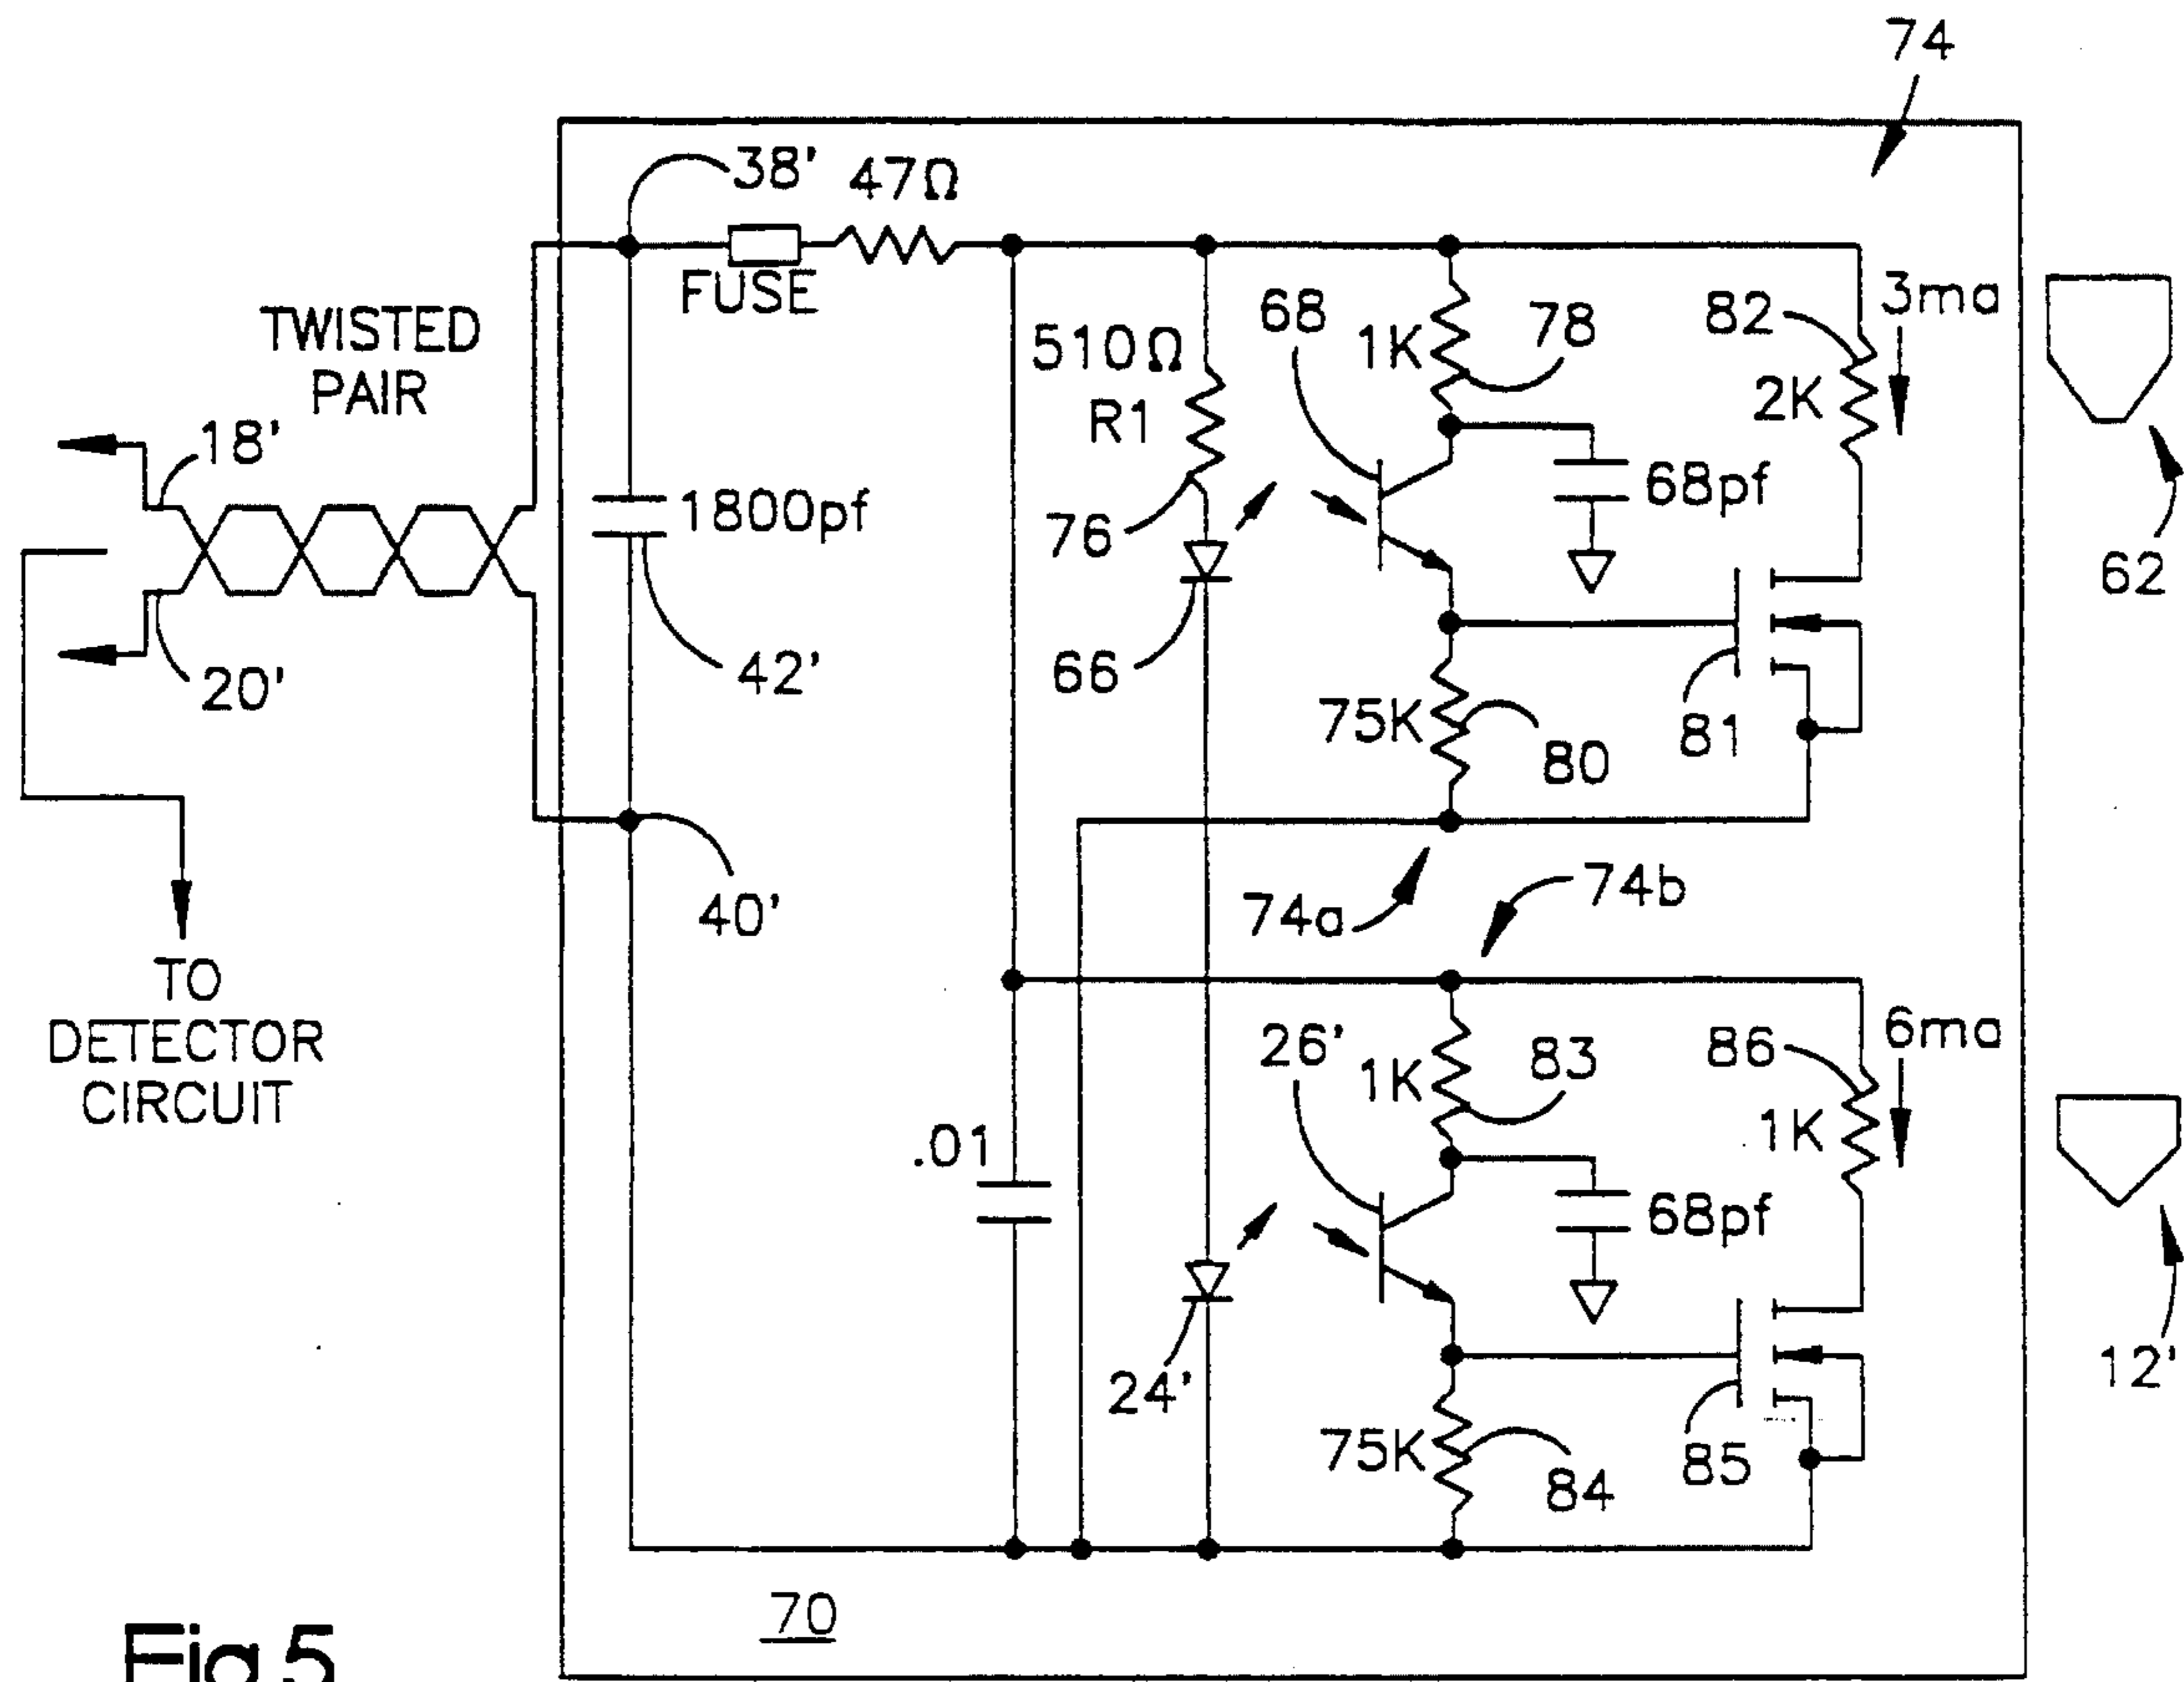 74
38'
47Ω
FUSE
TWISTED
PAIR
18'
20'
1800pf
42'
40'
TO
DETECTOR
CIRCUIT
510Ω
R1
76
66
68
1K
78
68pf
82
3ma
2K
62
75K
80
81
74a
74b
26'
1K
83
86
6ma
1K
.01
68pf
24'
75K
84
85
12'
70
Fig.5